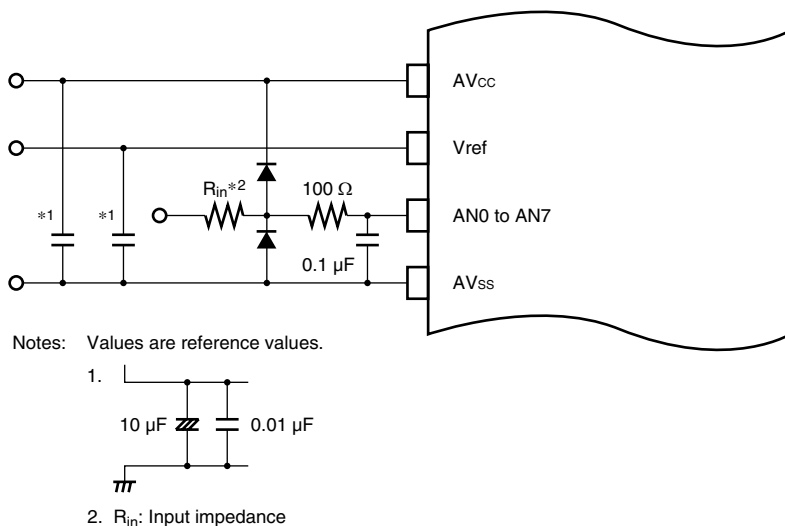 AVCC
Vref
Rin*2
100 Ω
*1
*1
AN0 to AN7
0.1 µF
AVSS
Notes: Values are reference values.
1.
10 µF
0.01 µF
2. Rin: Input impedance